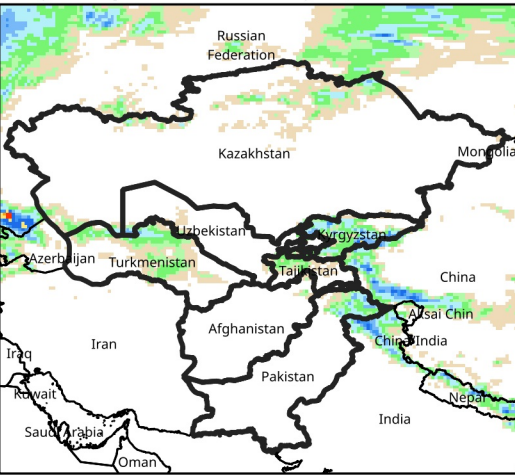 Russian
Federation
Kazakhstan
Mongolia
Uzbekistan
Kyrgyzstan
Azerbaijan
Turkmenistan
Tajikistan
China
Aksai Chin
Afghanistan
Iran
China/India
Iraq
Pakistan
Kuwait
Nepal
Saudi Arabia
India
Oman